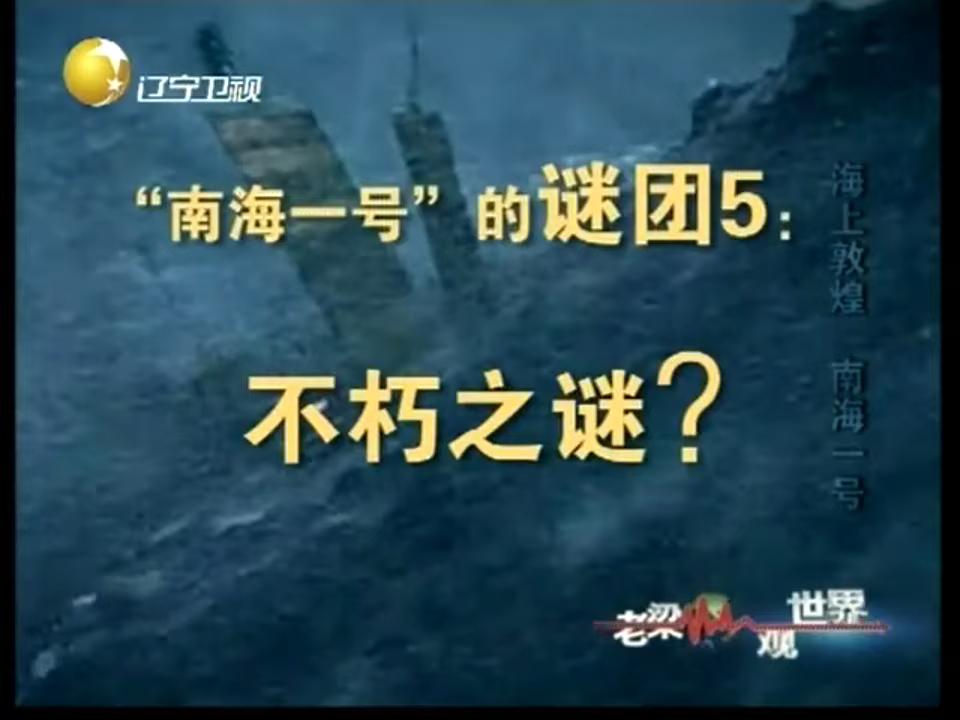 辽宁卫视
“南海一号”的谜团5：
不朽之谜？
海上敦煌 南海一号
老梁观世界